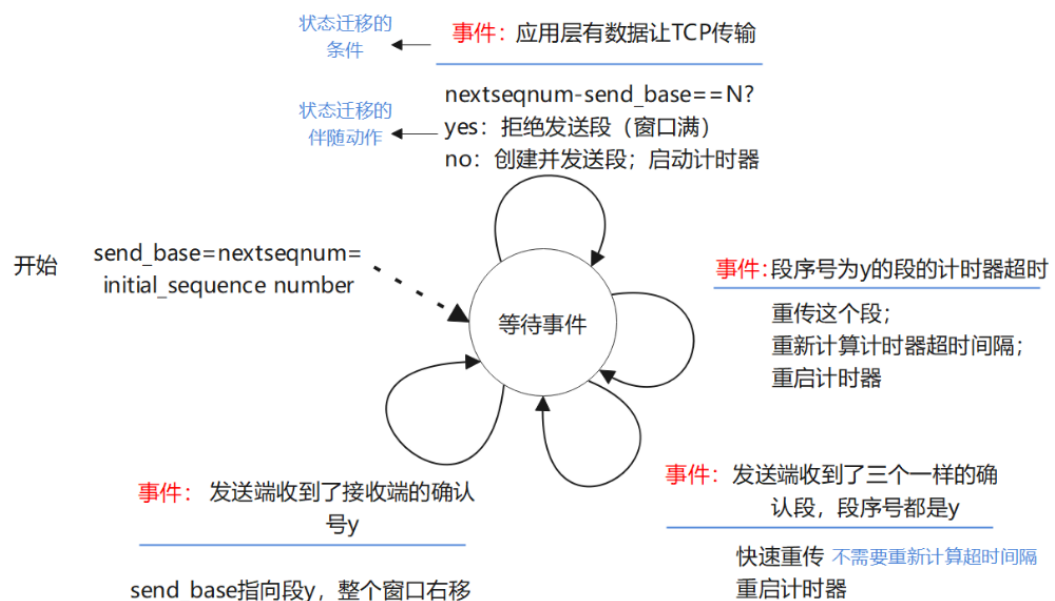 状态迁移的
条件
事件：应用层有数据让TCP传输
状态迁移的
伴随动作
nextseqnum-send_base==N?
yes：拒绝发送段（窗口满）
no：创建并发送段；启动计时器
开始
send_base=nextseqnum=
initial_sequence number
等待事件
事件:段序号为y的段的计时器超时
重传这个段；
重新计算计时器超时间隔；
重启计时器
事件：发送端收到了接收端的确认
号y
send_base指向段y，整个窗口右移
事件：发送端收到了三个一样的确
认段，段序号都是y
快速重传 不需要重新计算超时间隔
重启计时器